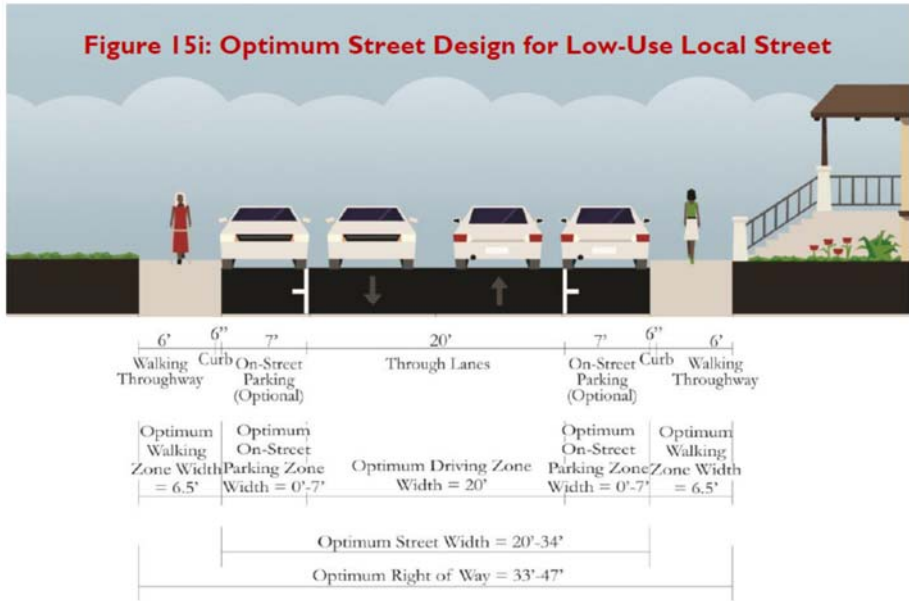 Figure 15i: Optimum Street Design for Low-Use Local Street
6’ 6” 7’ 20’ 7’ 6” 6’
Walking Curb On-Street Through Lanes On-Street Curb Walking
Throughway Parking Parking Throughway
(Optional) (Optional)
Optimum Optimum Optimum Optimum
Walking On-Street On-Street Walking
Zone Width Parking Zone Optimum Driving Zone Parking Zone Zone Width
= 6.5’ Width = 0’-7’ Width = 20’ Width = 0’-7’ = 6.5’
Optimum Street Width = 20’-34’
Optimum Right of Way = 33’-47’